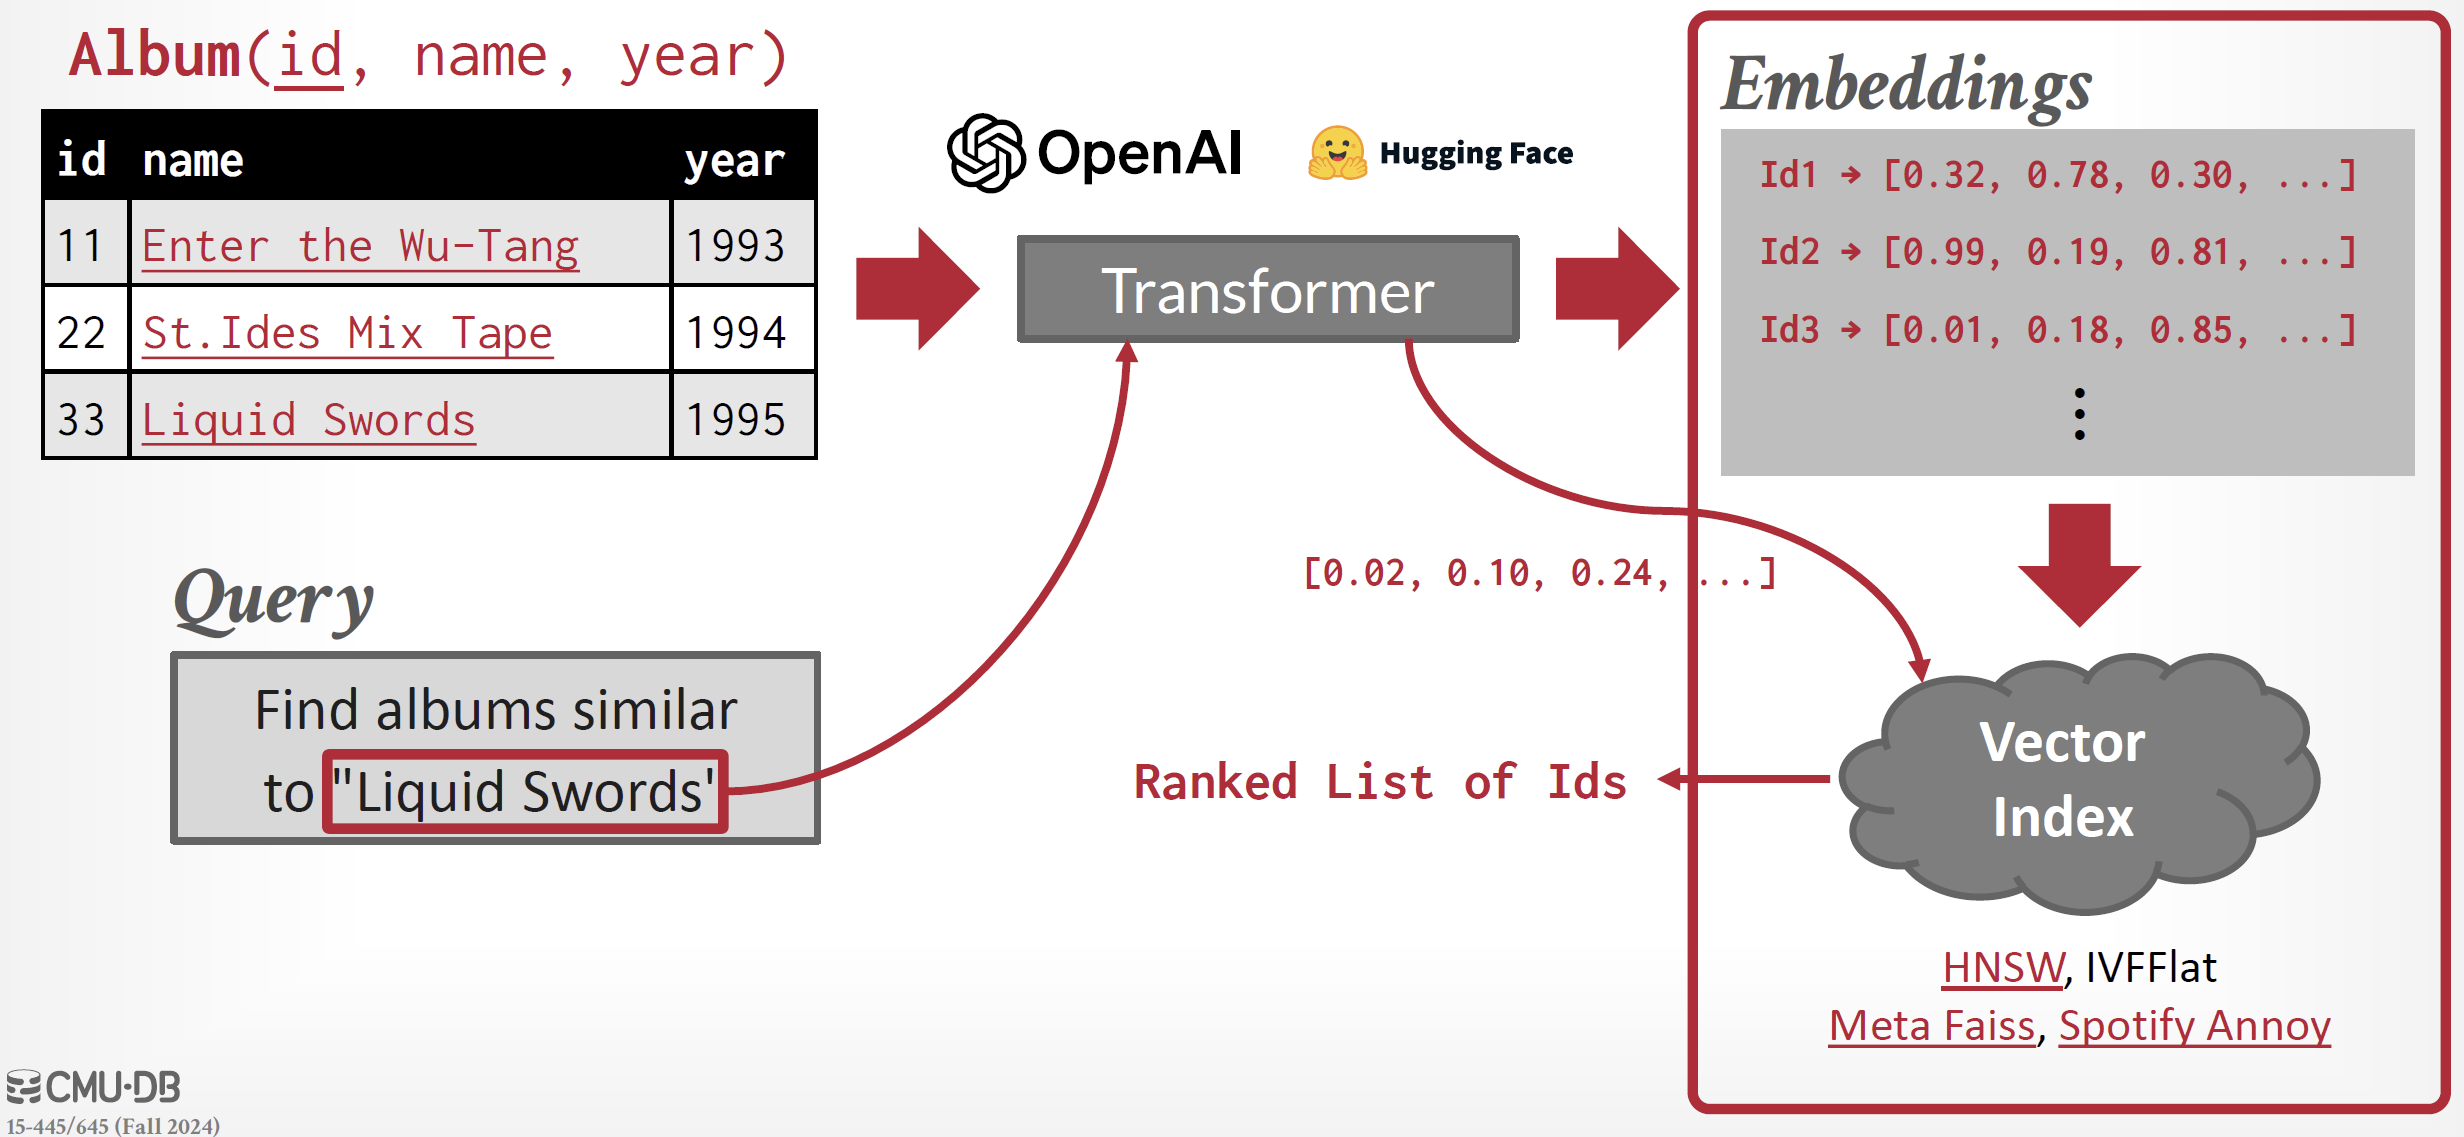 Album(id, name, year)
id name year
11 Enter the Wu-Tang 1993
22 St.Ides Mix Tape 1994
33 Liquid Swords 1995
OpenAI
Hugging Face
Transformer
Embeddings
Id1 → [0.32, 0.78, 0.30, ...]
Id2 → [0.99, 0.19, 0.81, ...]
Id3 → [0.01, 0.18, 0.85, ...]
⋮
Query
Find albums similar
to "Liquid Swords'
[0.02, 0.10, 0.24, ...]
Ranked List of Ids
Vector
Index
HNSW, IVFFlat
Meta Faiss, Spotify Annoy
CMU·DB
15-445/645 (Fall 2024)